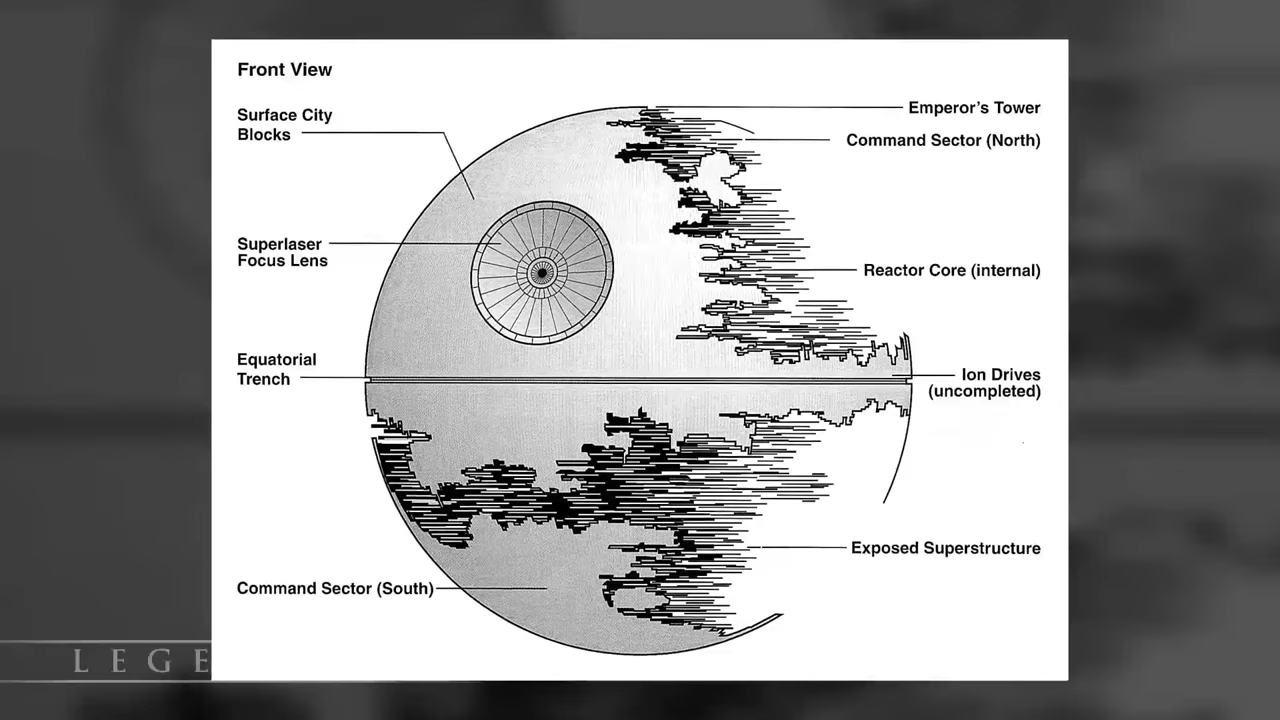 Front View
Surface City
Blocks
Superlaser
Focus Lens
Equatorial
Trench
Command Sector (South)
Emperor's Tower
Command Sector (North)
Reactor Core (internal)
Ion Drives
(uncompleted)
Exposed Superstructure
LEGE